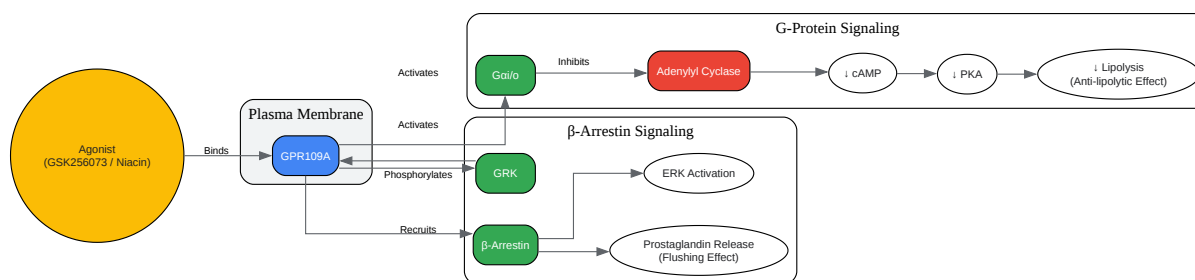 G-Protein Signaling
Activates
Gαi/o
Inhibits
Adenylyl Cyclase
↓ cAMP
↓ PKA
↓ Lipolysis
(Anti-lipolytic Effect)
Plasma Membrane
Activates
β-Arrestin Signaling
Agonist
(GSK256073 / Niacin)
Binds
GPR109A
Phosphorylates
GRK
ERK Activation
Recruits
β-Arrestin
Prostaglandin Release
(Flushing Effect)